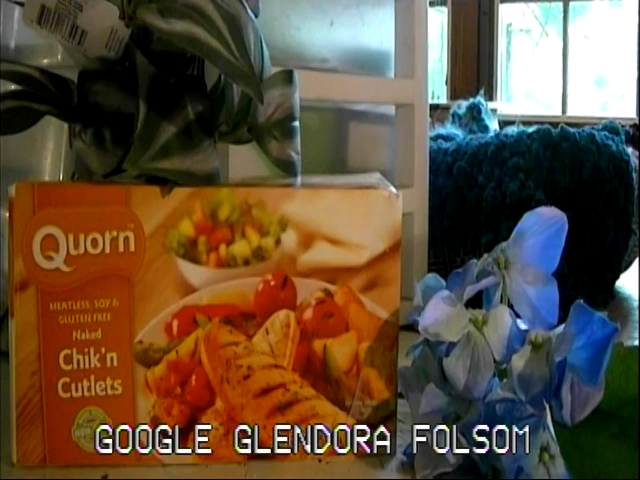 Quorn
MEATLESS, SOY &
GLUTEN FREE
Naked
Chik'n
Cutlets
GOOGLE GLENDORA FOLSOM